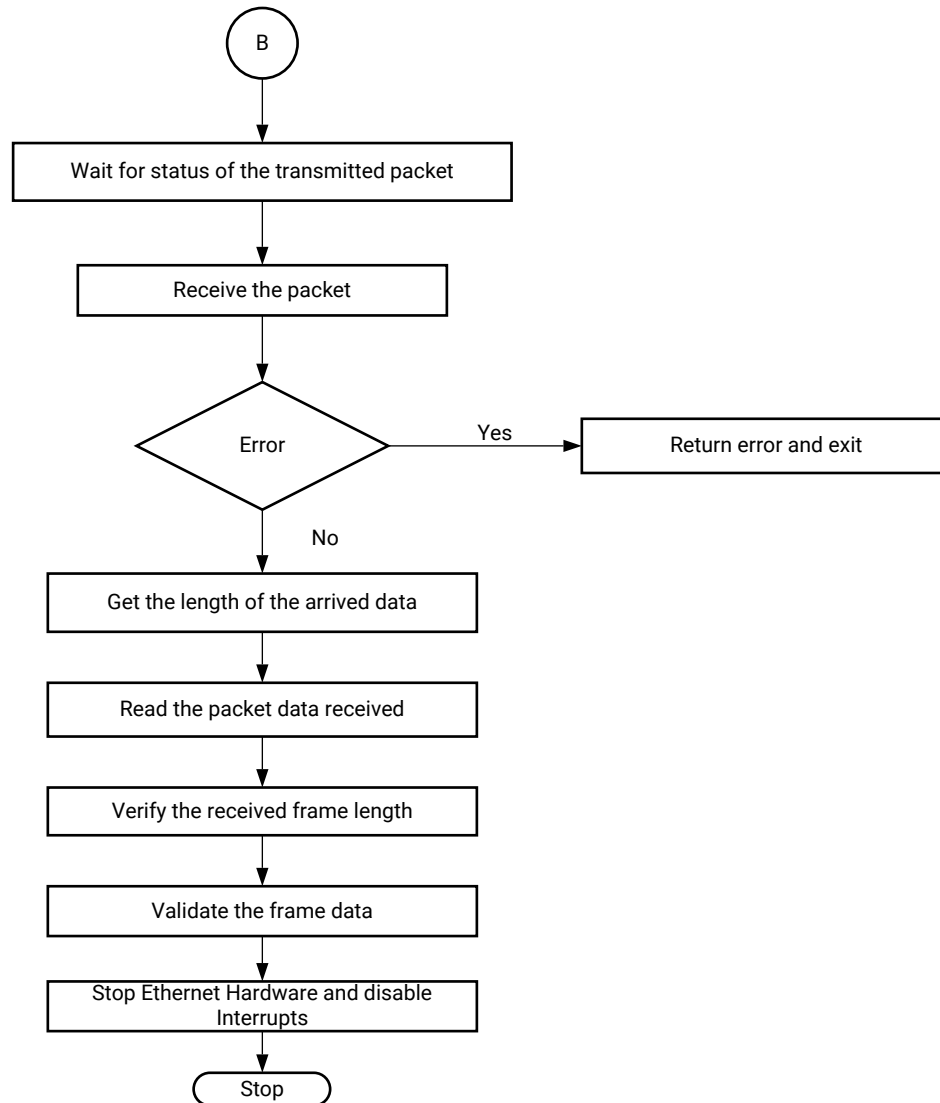 B
Wait for status of the transmitted packet
Receive the packet
Error
Yes
Return error and exit
No
Get the length of the arrived data
Read the packet data received
Verify the received frame length
Validate the frame data
Stop Ethernet Hardware and disable
Interrupts
Stop